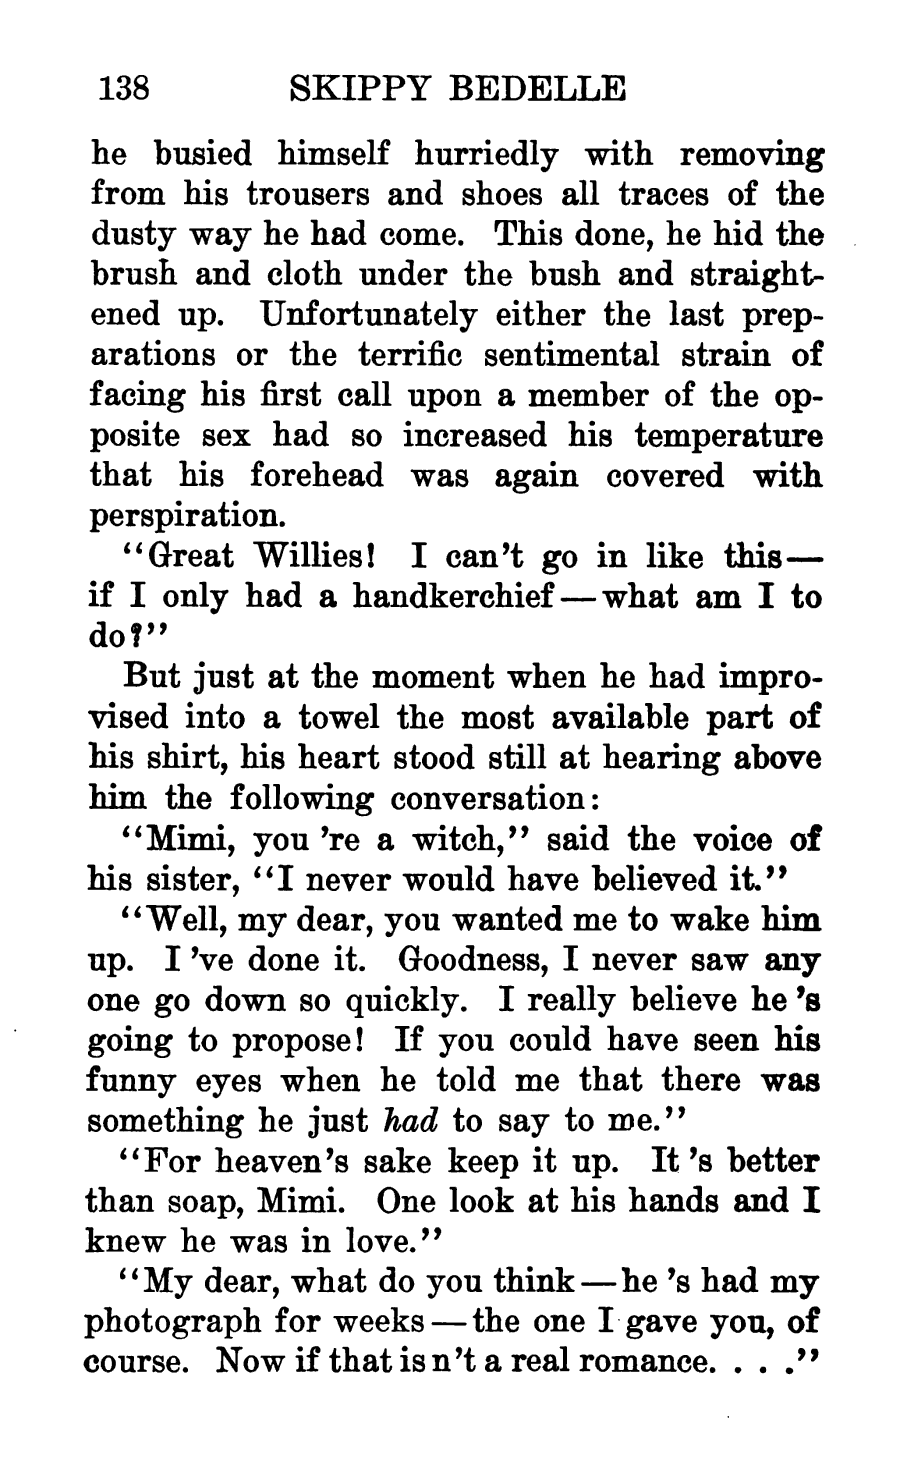 138 SKIPPY BEDELLE
he busied himself hurriedly with removing
from his trousers and shoes all traces of the
dusty way he had come. This done, he hid the
brush and cloth under the bush and straight-
ened up. Unfortunately either the last prep-
arations or the terrific sentimental strain of
facing his first call upon a member of the op-
posite sex had so increased his temperature
that his forehead was again covered with
perspiration.
"Great Willies! I can't go in like this—
if I only had a handkerchief—what am I to
do?"
But just at the moment when he had impro-
vised into a towel the most available part of
his shirt, his heart stood still at hearing above
him the following conversation:
"Mimi, you 're a witch," said the voice of
his sister, "I never would have believed it."
"Well, my dear, you wanted me to wake him
up. I 've done it. Goodness, I never saw any
one go down so quickly. I really believe he 's
going to propose! If you could have seen his
funny eyes when he told me that there was
something he just had to say to me."
"For heaven's sake keep it up. It 's better
than soap, Mimi. One look at his hands and I
knew he was in love."
"My dear, what do you think—he 's had my
photograph for weeks—the one I gave you, of
course. Now if that is n't a real romance. . . ."